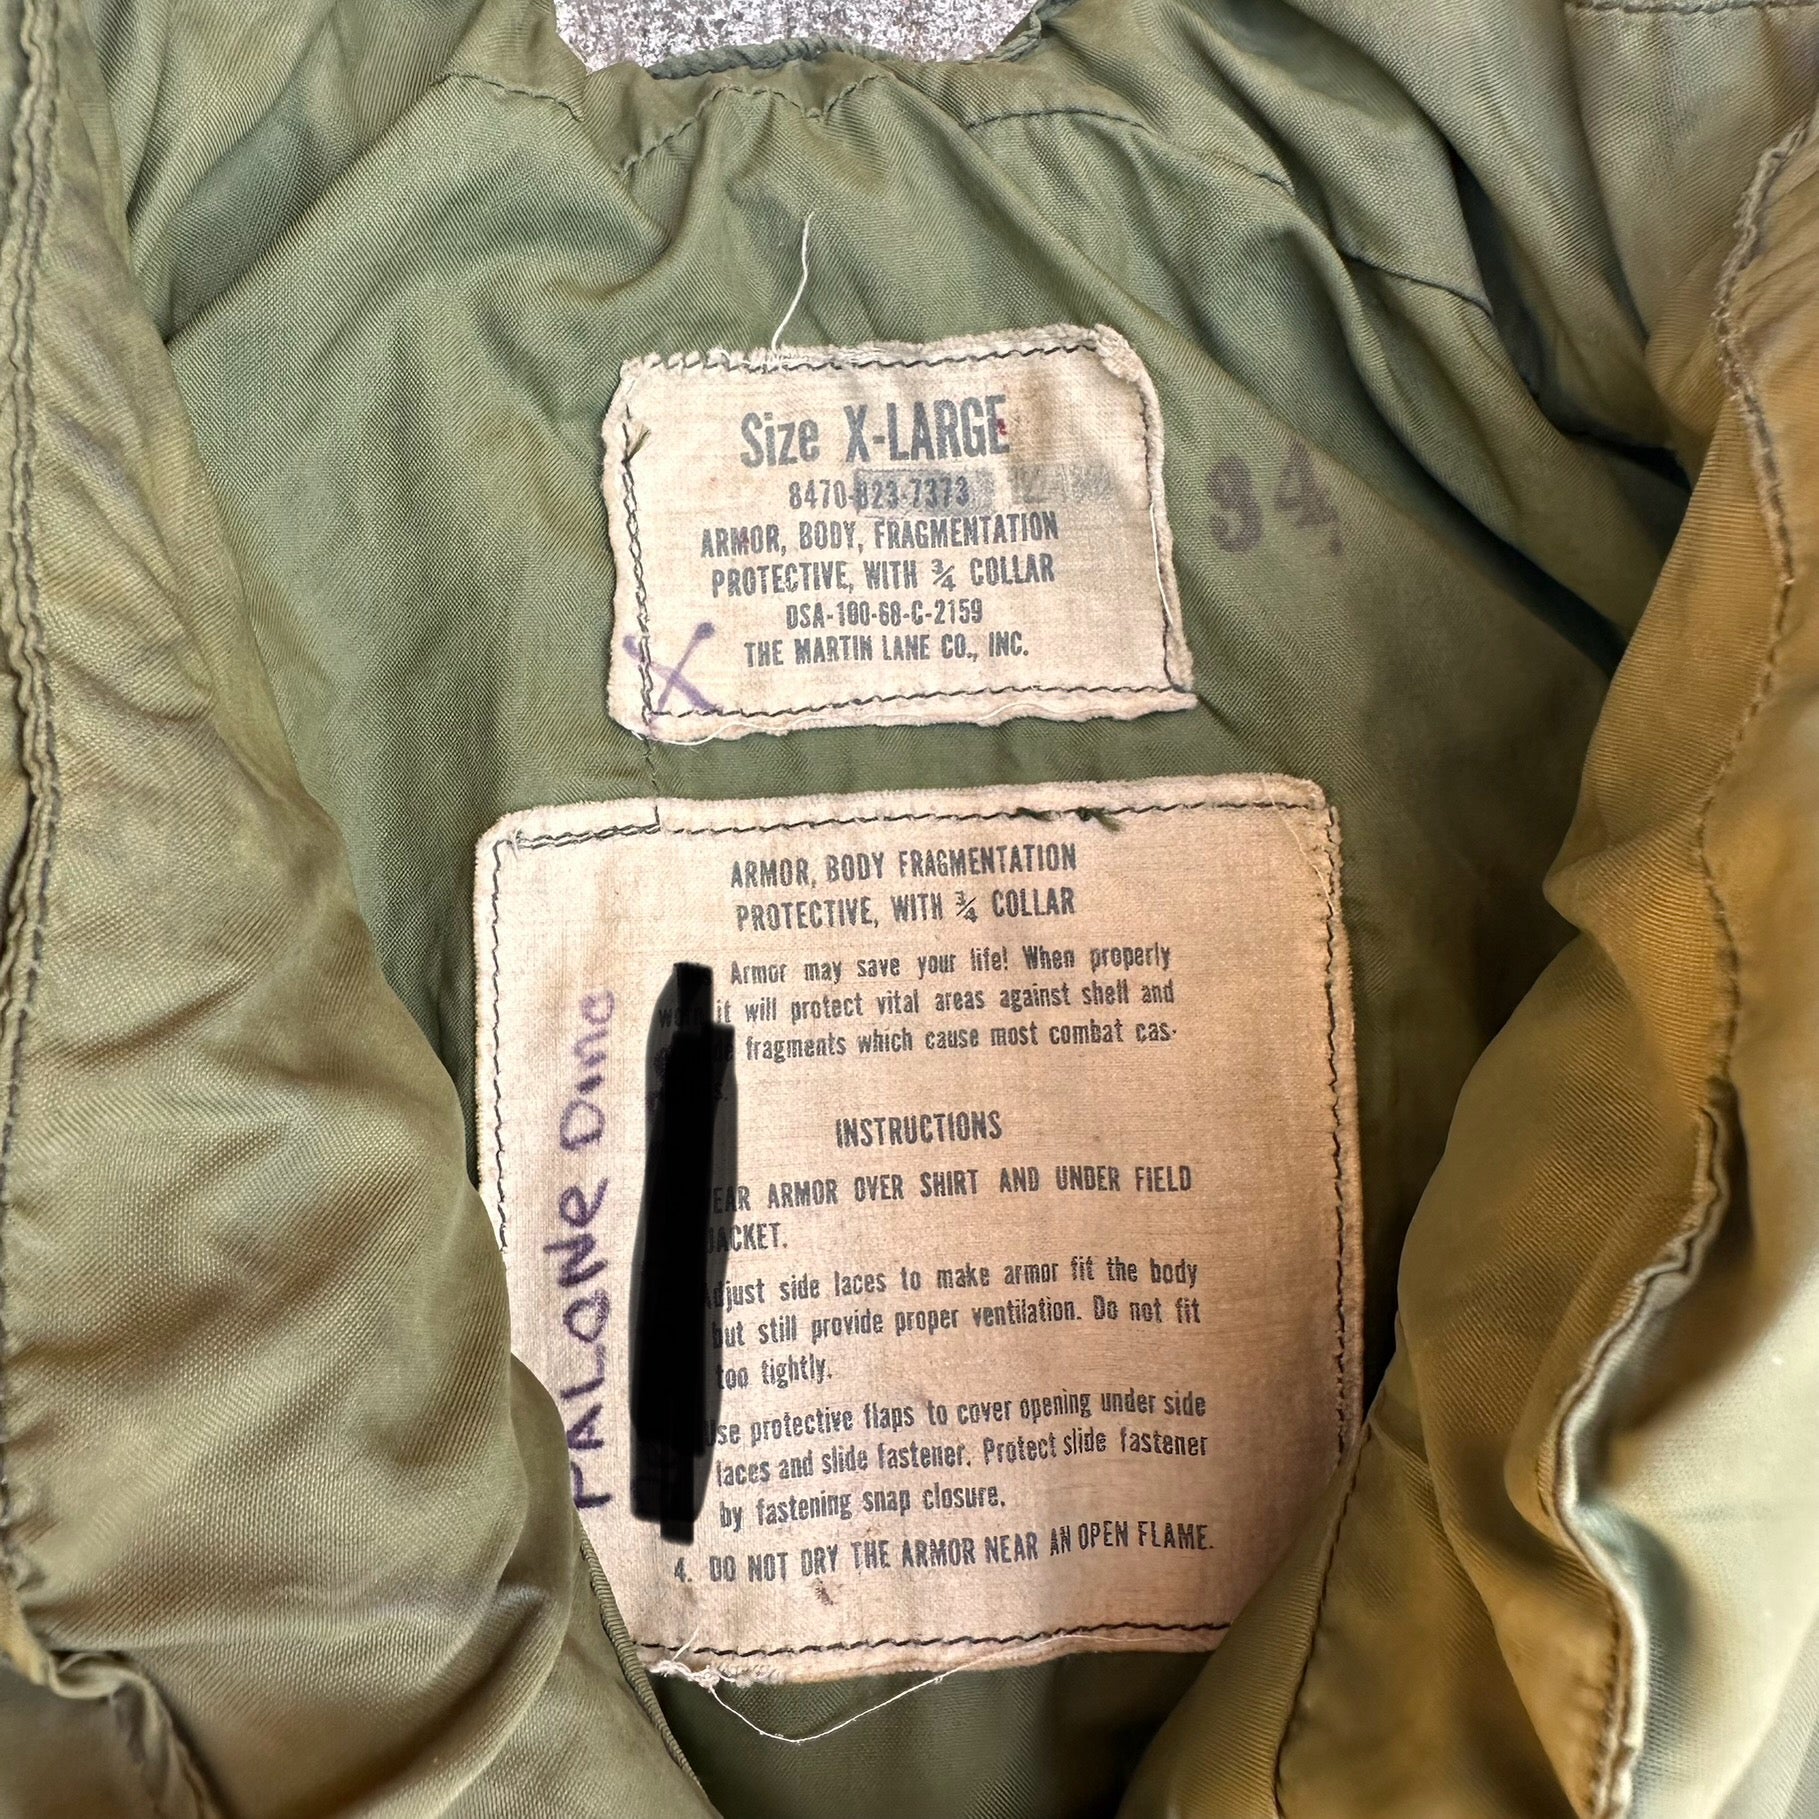 Size X-LARGE
8470-823-7373
ARMOR, BODY, FRAGMENTATION
PROTECTIVE, WITH ¾ COLLAR
DSA-100-68-C-2159
THE MARTIN LANE CO., INC.
X
84
ARMOR, BODY FRAGMENTATION
PROTECTIVE, WITH ¾ COLLAR
Armor may save your life! When properly
it will protect vital areas against shell and
fragments which cause most combat cas-
INSTRUCTIONS
EAR ARMOR OVER SHIRT AND UNDER FIELD
JACKET.
djust side laces to make armor fit the body
but still provide proper ventilation. Do not fit
too tightly.
Use protective flaps to cover opening under side
laces and slide fastener. Protect slide fastener
by fastening snap closure.
4. DO NOT DRY THE ARMOR NEAR AN OPEN FLAME.
PALONE Dino